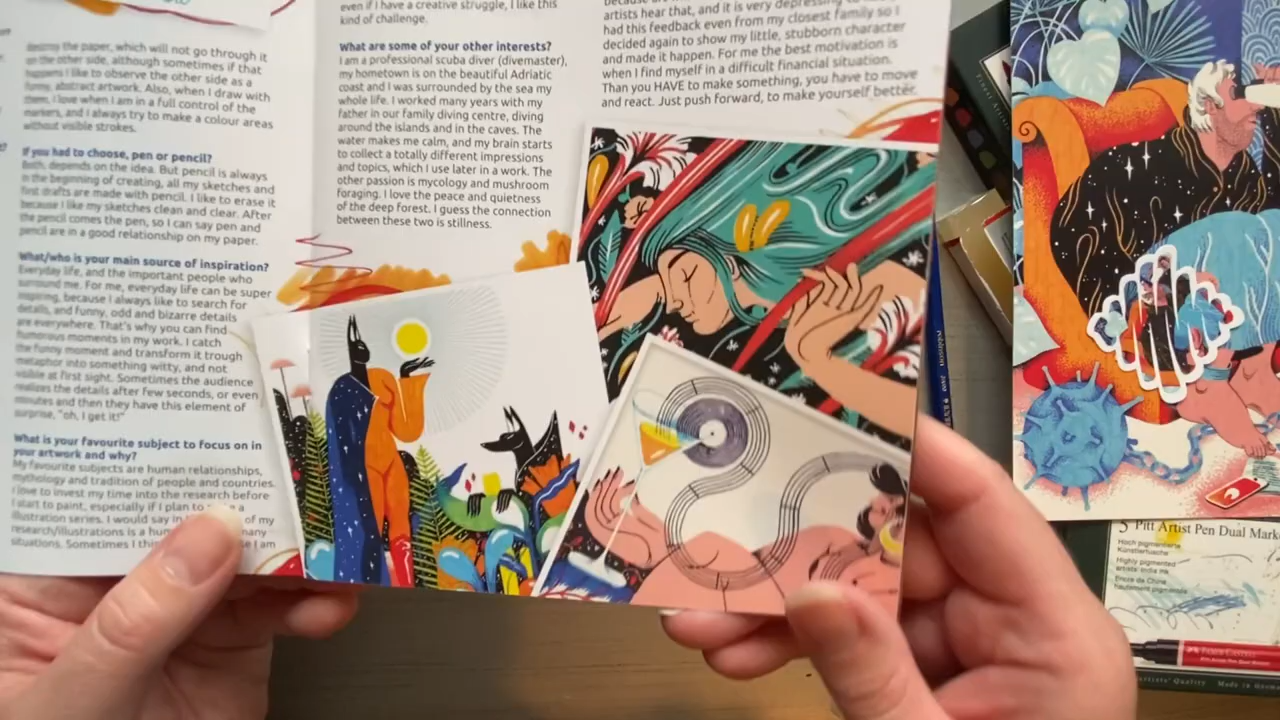 destroy the paper, which will not go through it
on the other side, although sometimes if that
happens I like to observe the other side as a
funny, abstract artwork. Also, when I draw with
them, I love when I am in a full control of the
markers, and I always try to make a colour areas
without visible strokes.
If you had to choose, pen or pencil?
Both, depends on the idea. But pencil is always
in the beginning of creating, all my sketches and
first drafts are made with pencil. I like to erase it
because I like my sketches clean and clear. After
the pencil comes the pen, so I can say pen and
pencil are in a good relationship on my paper.
What/who is your main source of inspiration?
Everyday life, and the important people who
surround me. For me, everyday life can be super
inspiring, because I always like to search for
details, and funny, odd and bizarre details
are everywhere. That's why you can find
humorous moments in my work. I catch
the funny moment and transform it trough
metaphor into something witty, and not
visible at first sight. Sometimes the audience
realizes the details after few seconds, or even
minutes and then they have this element of
surprise, "oh, I get it!"
What is your favourite subject to focus on in
your artwork and why?
My favourite subjects are human relationships,
mythology and tradition of people and countries.
I love to invest my time into the research before
I start to paint, especially if I plan to a
illustration series. I would say in of my
research/illustrations is a many
situations. Sometimes I I am
even if I have a creative struggle, I like this
kind of challenge.
What are some of your other interests?
I am a professional scuba diver (divemaster),
my hometown is on the beautiful Adriatic
coast and I was surrounded by the sea my
whole life. I worked many years with my
father in our family diving centre, diving
around the islands and in the caves. The
water makes me calm, and my brain starts
to collect a totally different impressions
and topics, which I use later in a work. The
other passion is mycology and mushroom
foraging. I love the peace and quietness
of the deep forest. I guess the connection
between these two is stillness.
artists hear that, and it is very depressing to
had this feedback even from my closest family so I
decided again to show my little, stubborn character
and made it happen. For me the best motivation is
when I find myself in a difficult financial situation.
Than you HAVE to make something, you have to move
and react. Just push forward, to make yourself better.
5 Pitt Artist Pen Dual Mark
Hoch pigmentierte
Künstlertusche
Highly pigmented
artists' india ink
Encre de Chine
hautement pigmentée
FABER-CASTELL
Artists' Quality Made in Germ